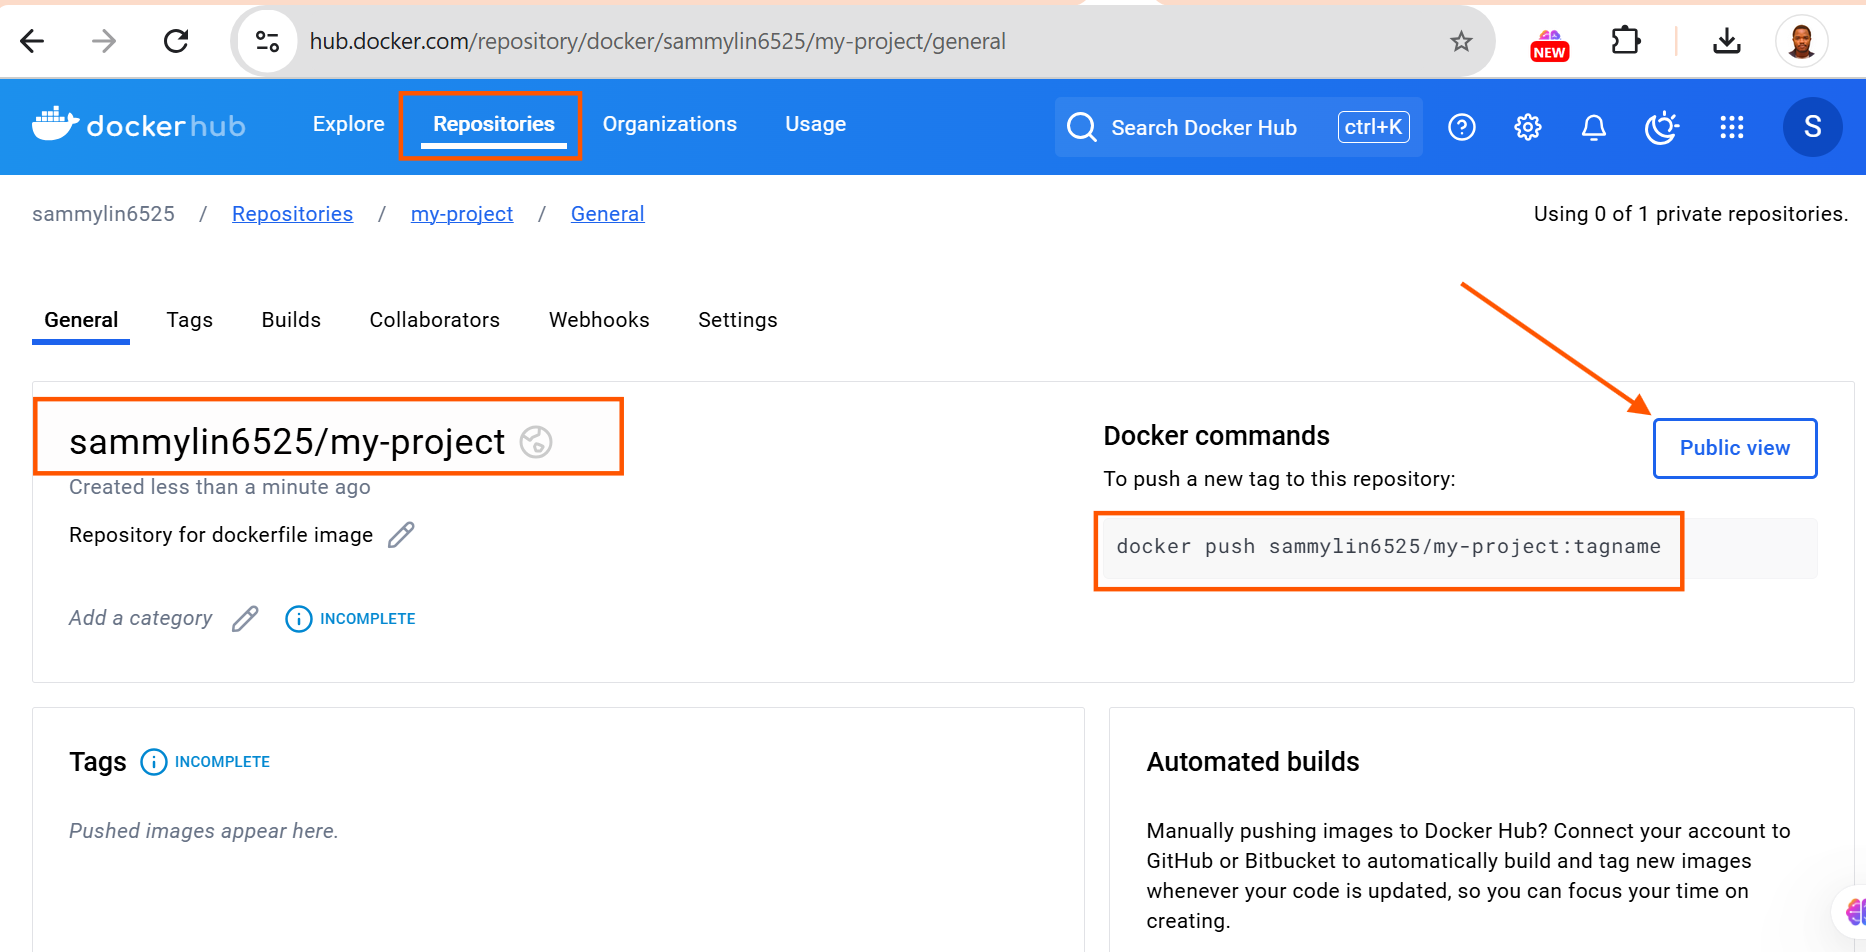 hub.docker.com/repository/docker/sammylin6525/my-project/general
NEW
dockerhub
Explore
Repositories
Organizations
Usage
Search Docker Hub
ctrl+K
S
sammylin6525 / Repositories / my-project / General
Using 0 of 1 private repositories.
General
Tags
Builds
Collaborators
Webhooks
Settings
sammylin6525/my-project
Created less than a minute ago
Repository for dockerfile image
Add a category
INCOMPLETE
Docker commands
Public view
To push a new tag to this repository:
docker push sammylin6525/my-project:tagname
Tags
INCOMPLETE
Pushed images appear here.
Automated builds
Manually pushing images to Docker Hub? Connect your account to
GitHub or Bitbucket to automatically build and tag new images
whenever your code is updated, so you can focus your time on
creating.